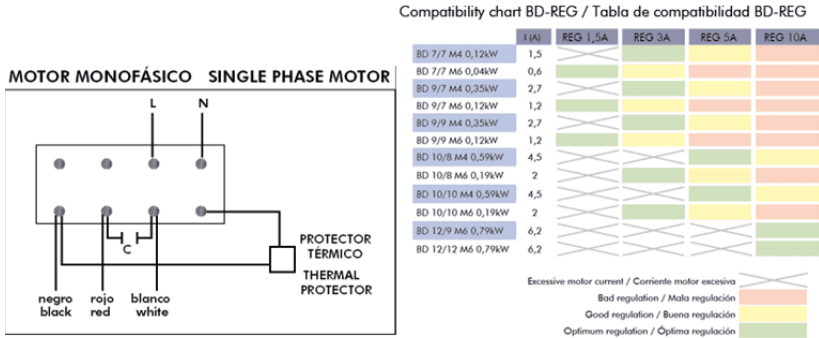 Compatibility chart BD-REG / Tabla de compatibilidad BD-REG
I (A) REG 1,5A REG 3A REG 5A REG 10A
BD 7/7 M4 0,12kW 1,5
BD 7/7 M6 0,04kW 0,6
BD 9/7 M4 0,35kW 2,7
BD 9/7 M6 0,12kW 1,2
BD 9/9 M4 0,35kW 2,7
BD 9/9 M6 0,12kW 1,2
BD 10/8 M4 0,59kW 4,5
BD 10/8 M6 0,19kW 2
BD 10/10 M4 0,59kW 4,5
BD 10/10 M6 0,19kW 2
BD 12/9 M6 0,79kW 6,2
BD 12/12 M6 0,79kW 6,2
Excessive motor current / Corriente motor excesiva
Bad regulation / Mala regulación
Good regulation / Buena regulación
Optimum regulation / Óptima regulación
MOTOR MONOFÁSICO SINGLE PHASE MOTOR
L N
C
PROTECTOR
TÉRMICO
THERMAL
PROTECTOR
negro rojo blanco
black red white